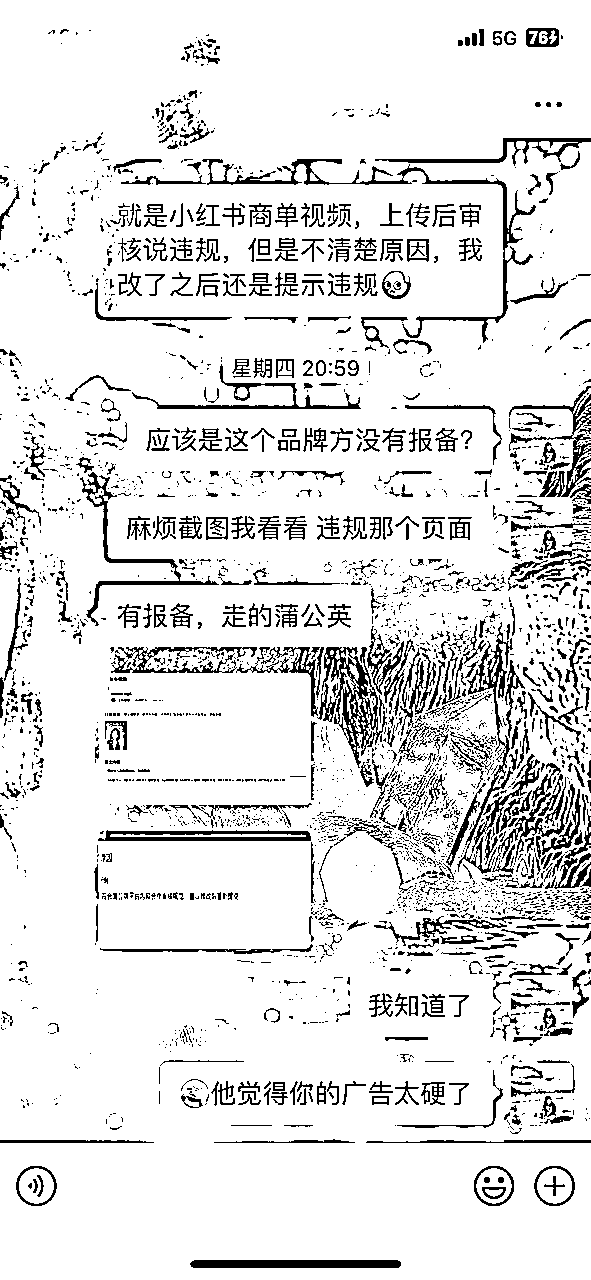 5G 76
就是小红书商单视频，上传后审
核说违规，但是不清楚原因，我
改了之后还是提示违规
星期四 20:59
应该是这个品牌方没有报备？
麻烦截图我看看 违规那个页面
有报备，走的蒲公英
我知道了
他觉得你的广告太硬了